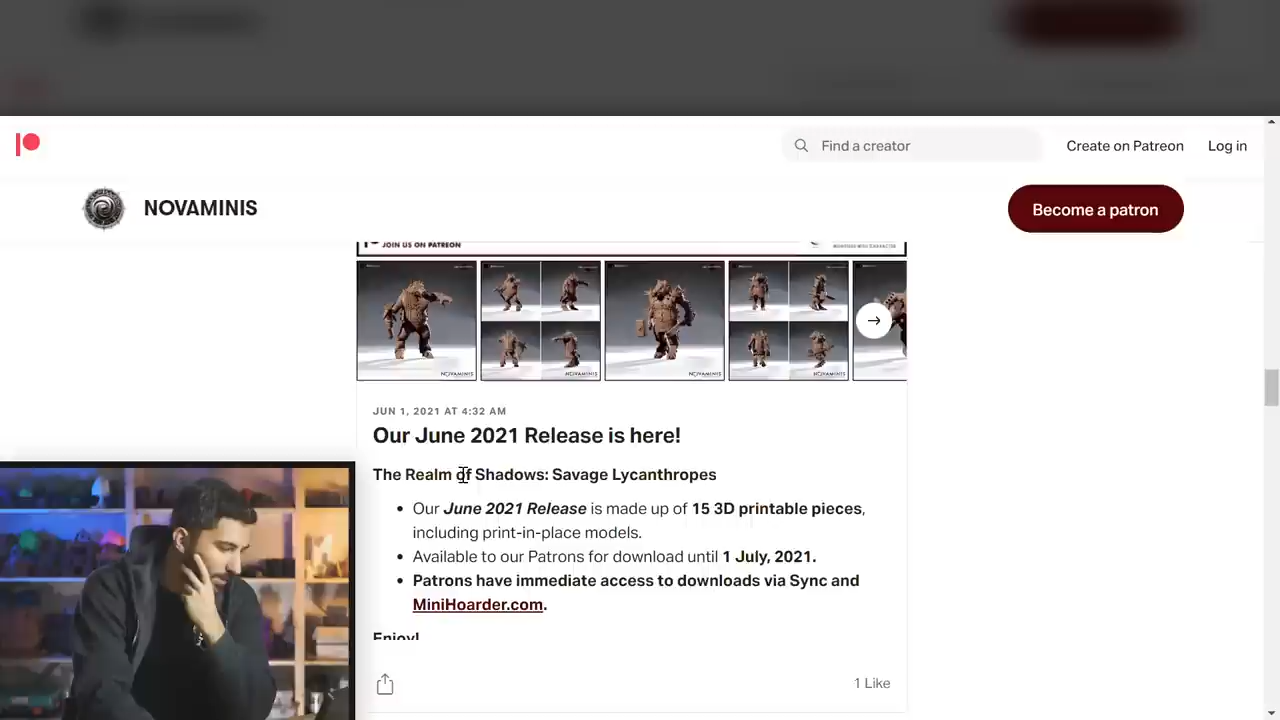 Find a creator
Create on Patreon
Log in
NOVAMINIS
Become a patron
JOIN US ON PATREON
NOVAMINIS
NOVAMINIS
NOVAMINIS
NOVAMINIS
JUN 1, 2021 AT 4:32 AM
Our June 2021 Release is here!
The Realm of Shadows: Savage Lycanthropes
• Our June 2021 Release is made up of 15 3D printable pieces,
including print-in-place models.
• Available to our Patrons for download until 1 July, 2021.
• Patrons have immediate access to downloads via Sync and
MiniHoarder.com.
Enjoy!
1 Like